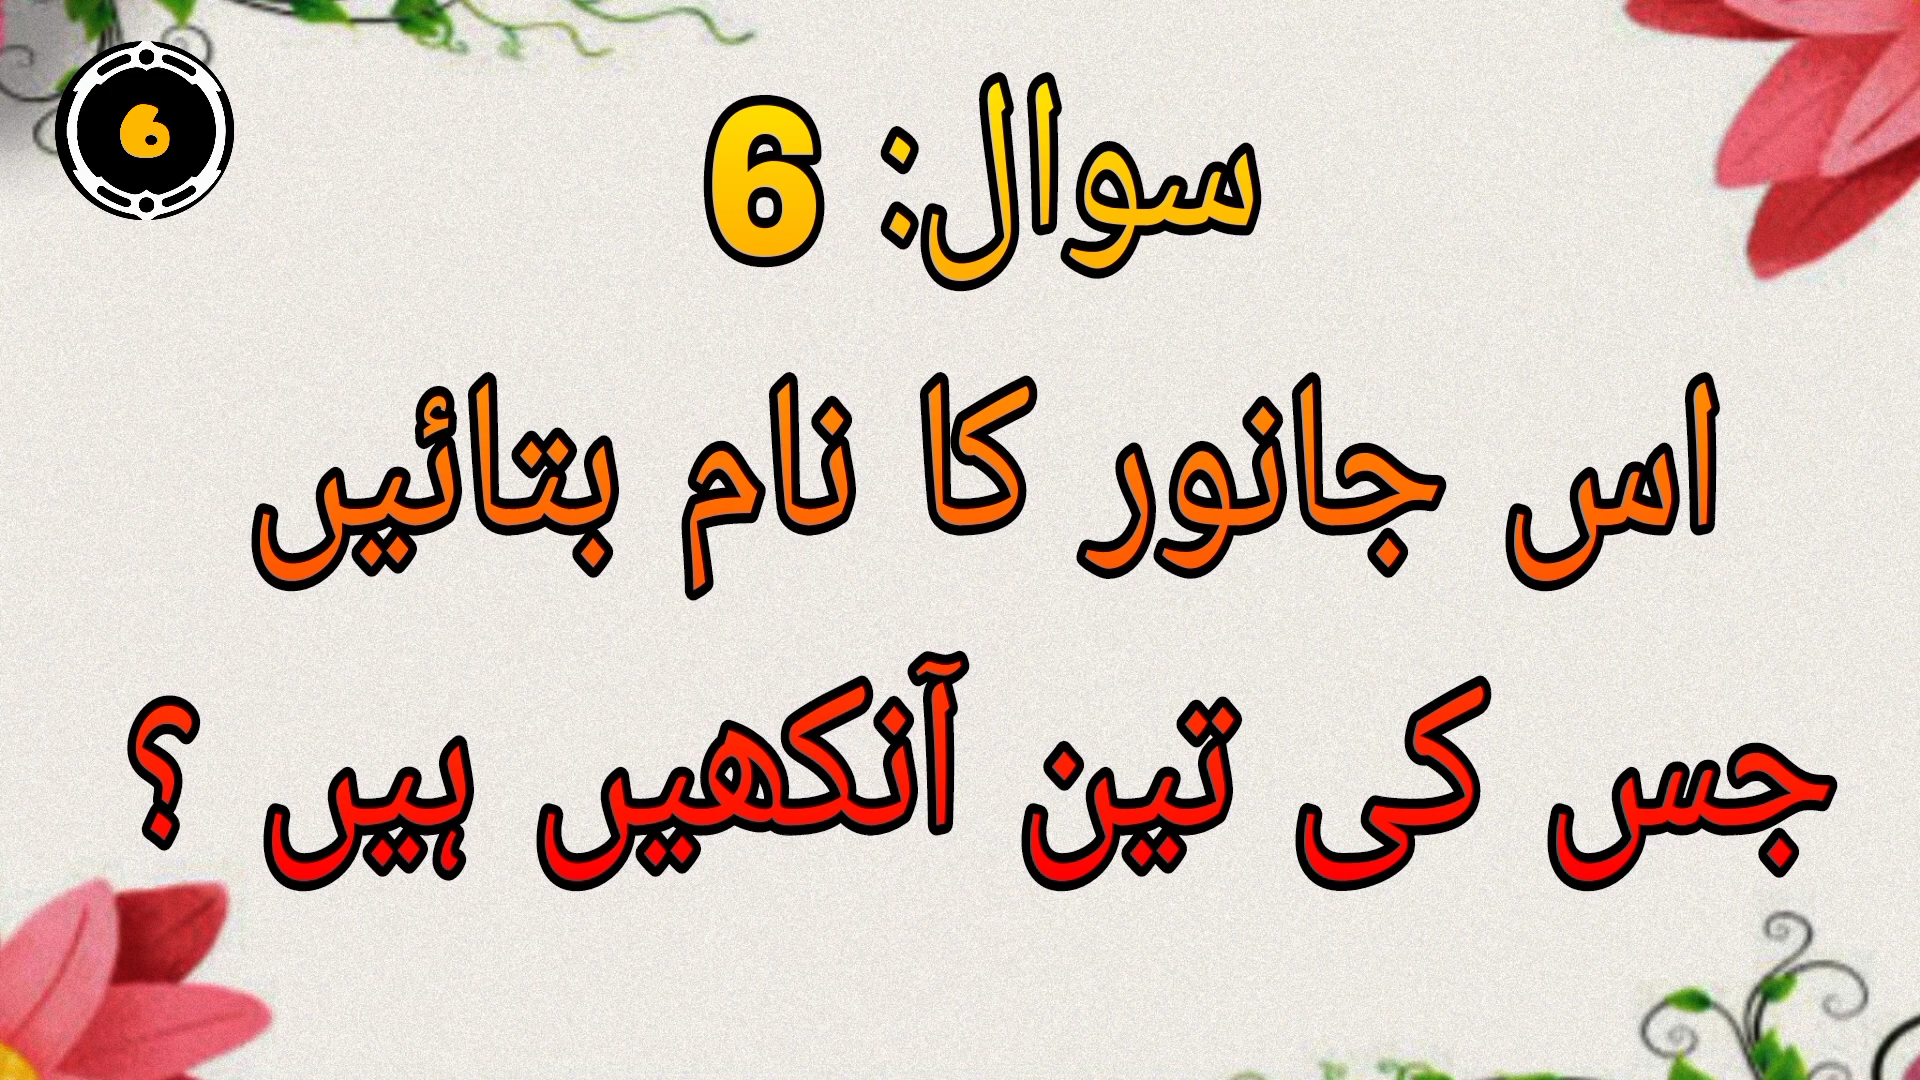 6
سوال: 6
اس جانور کا نام بتائیں
جس کی تین آنکھیں ہیں ؟